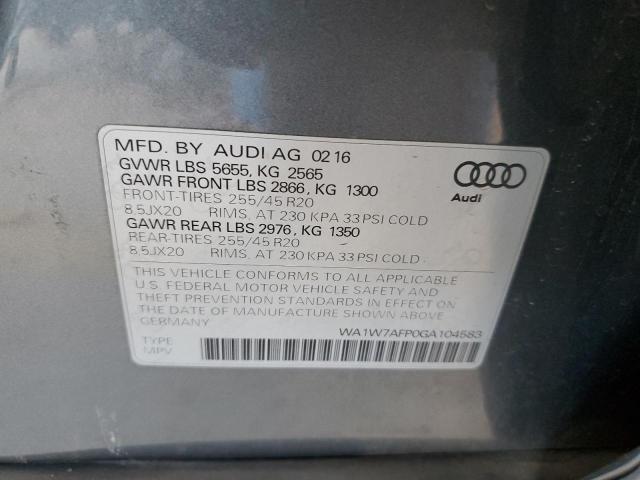 MFD. BY AUDI AG 02 16
GVWR LBS 5655, KG 2565
GAWR FRONT LBS 2866, KG 1300
FRONT-TIRES 255/45 R20
8.5JX20 RIMS, AT 230 KPA 33 PSI COLD
GAWR REAR LBS 2976, KG 1350
REAR-TIRES 255/45 R20
8.5JX20 RIMS, AT 230 KPA 33 PSI COLD
Audi
THIS VEHICLE CONFORMS TO ALL APPLICABLE
U.S. FEDERAL MOTOR VEHICLE SAFETY AND
THEFT PREVENTION STANDARDS IN EFFECT ON
THE DATE OF MANUFACTURE SHOWN ABOVE.
GERMANY
WA1W7AFP0GA104583
TYPE
MPV